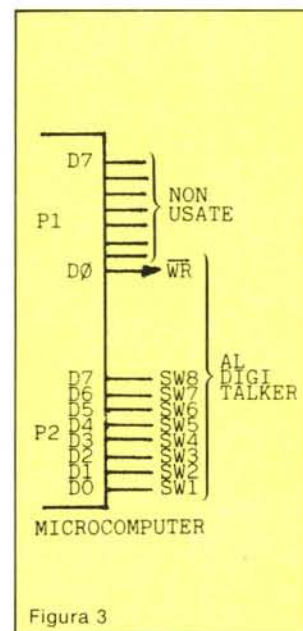 D7
NON
USATE
P1
DØ
WR
AL
DIGI
TALKER
D7 SW8
D6 SW7
D5 SW6
P2 D4 SW5
D3 SW4
D2 SW3
D1 SW2
D0 SW1
MICROCOMPUTER
Figura 3